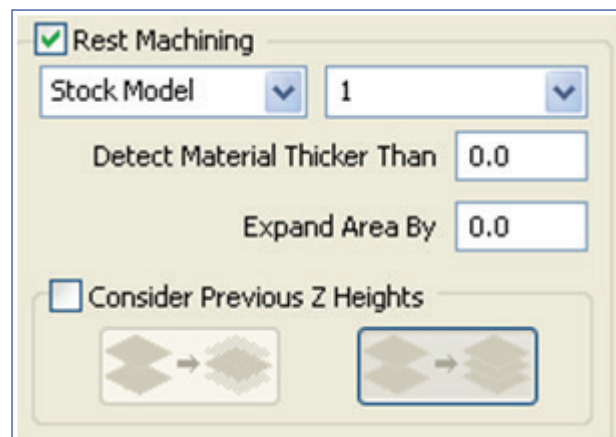 Rest Machining
Stock Model 1
Detect Material Thicker Than 0.0
Expand Area By 0.0
Consider Previous Z Heights